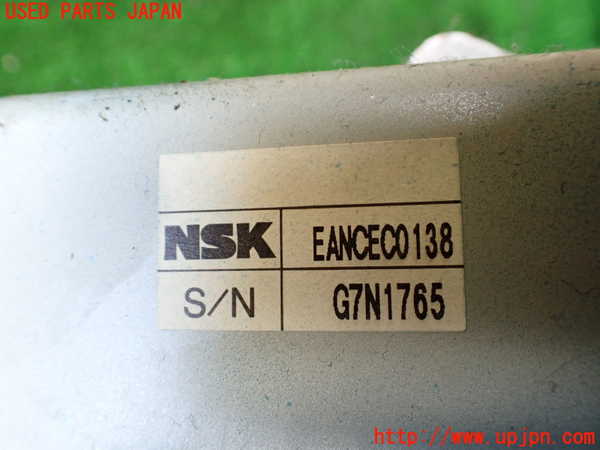 USED PARTS JAPAN
NSK EANCEC0138
S/N G7N1765
http://www.upjpn.com/